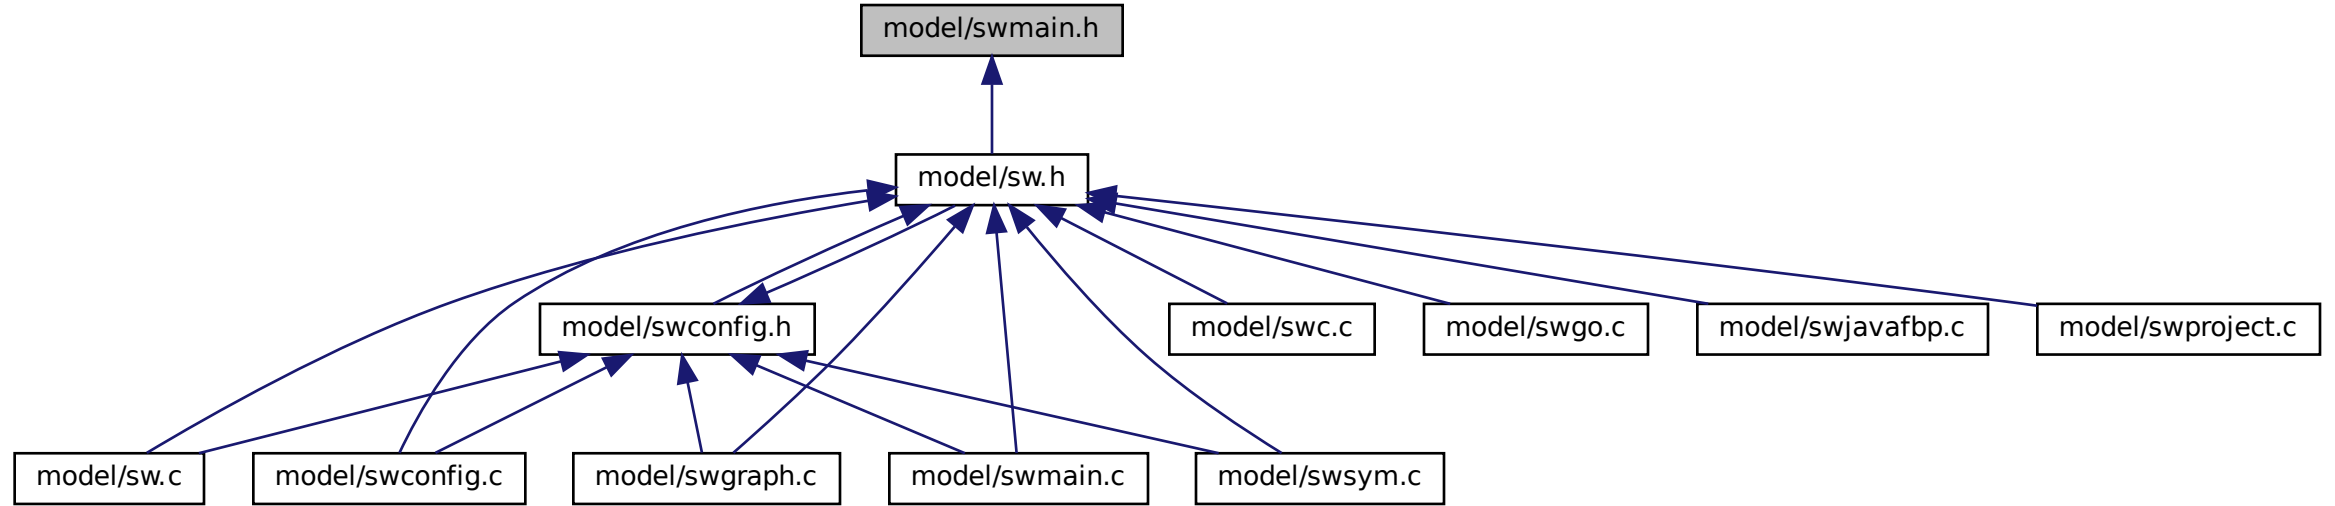 model/swmain.h
model/sw.h
model/swconfig.h
model/swc.c
model/swgo.c
model/swjavafbp.c
model/swproject.c
model/sw.c
model/swconfig.c
model/swgraph.c
model/swmain.c
model/swsym.c